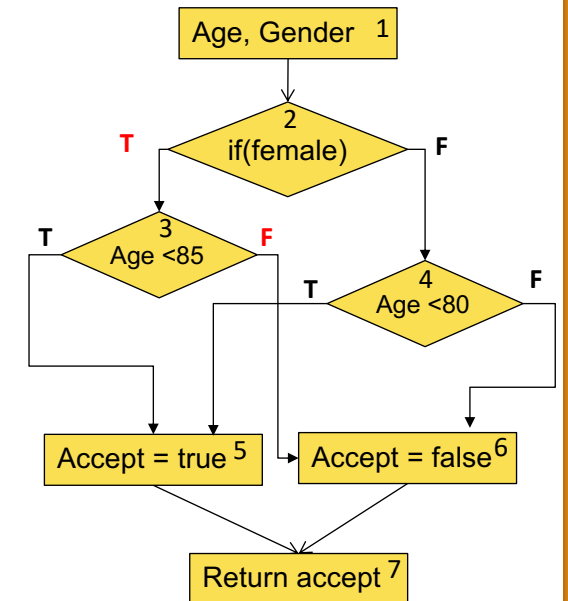 Age, Gender 1
2
if(female)
T
F
3
Age <85
T
F
4
Age <80
T
F
Accept = true 5
Accept = false 6
Return accept 7